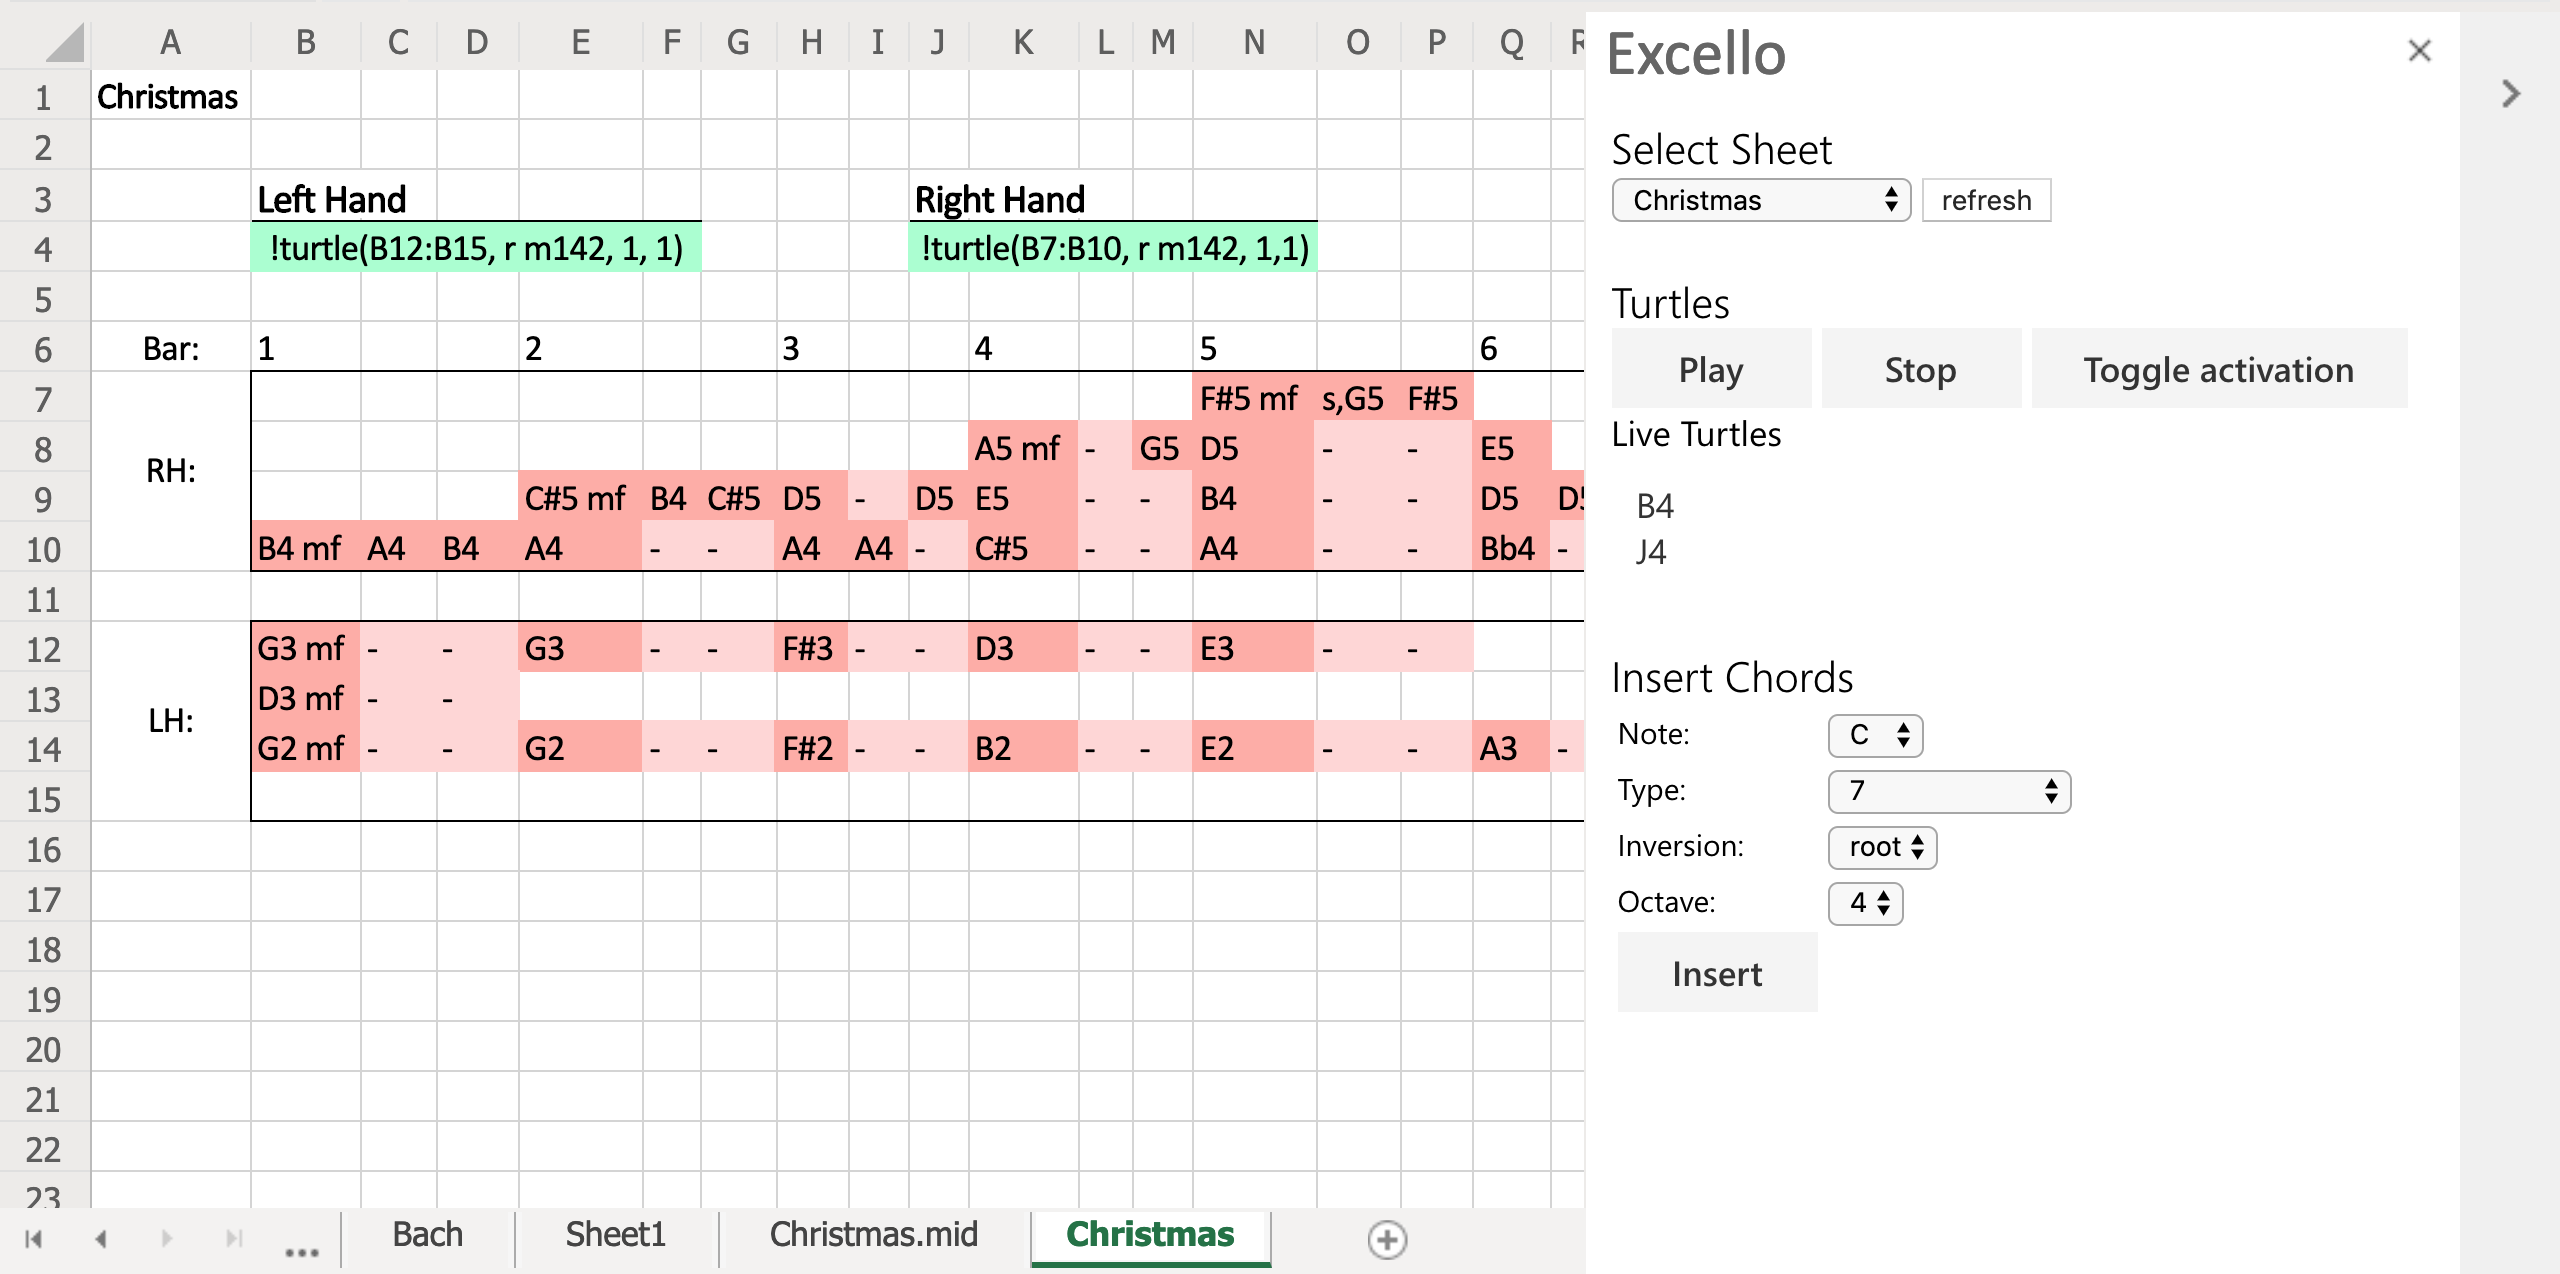 A B C D E F G H I J K L M N O P Q R
1 Christmas
2
3 Left Hand Right Hand
4 !turtle(B12:B15, r m142, 1, 1) !turtle(B7:B10, r m142, 1,1)
5
6 Bar: 1 2 3 4 5 6
7 F#5 mf s,G5 F#5
8 A5 mf - G5 D5 - - E5
RH:
9 C#5 mf B4 C#5 D5 - D5 E5 - - B4 - - D5
10 B4 mf A4 B4 A4 - - A4 A4 - C#5 - - A4 - - Bb4 -
11
12 G3 mf - - G3 - - F#3 - - D3 - - E3 - -
13 D3 mf - -
LH:
14 G2 mf - - G2 - - F#2 - - B2 - - E2 - - A3 -
15
16
17
18
19
20
21
22
23
... Bach Sheet1 Christmas.mid Christmas
Excello
Select Sheet
Christmas refresh
Turtles
Play Stop Toggle activation
Live Turtles
B4
J4
Insert Chords
Note: C
Type: 7
Inversion: root
Octave: 4
Insert